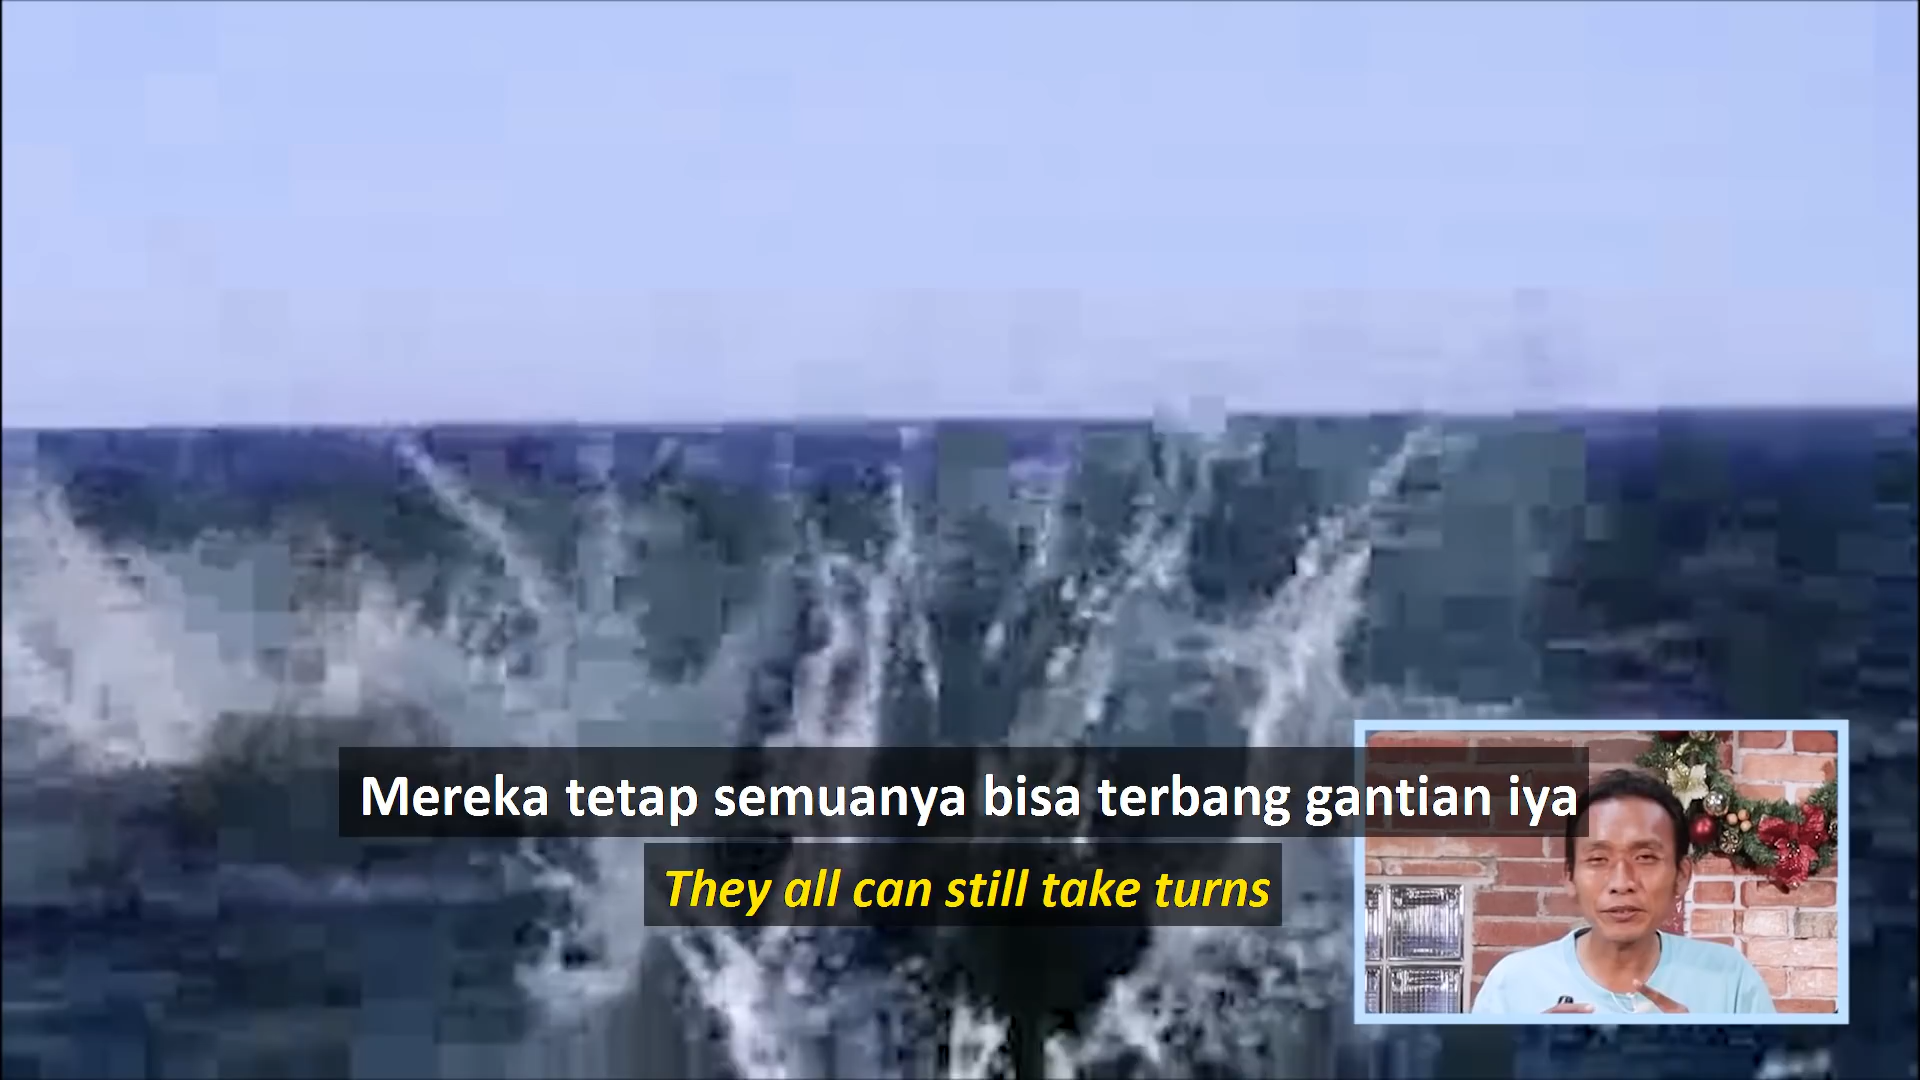 Mereka tetap semuanya bisa terbang gantian iya
They all can still take turns